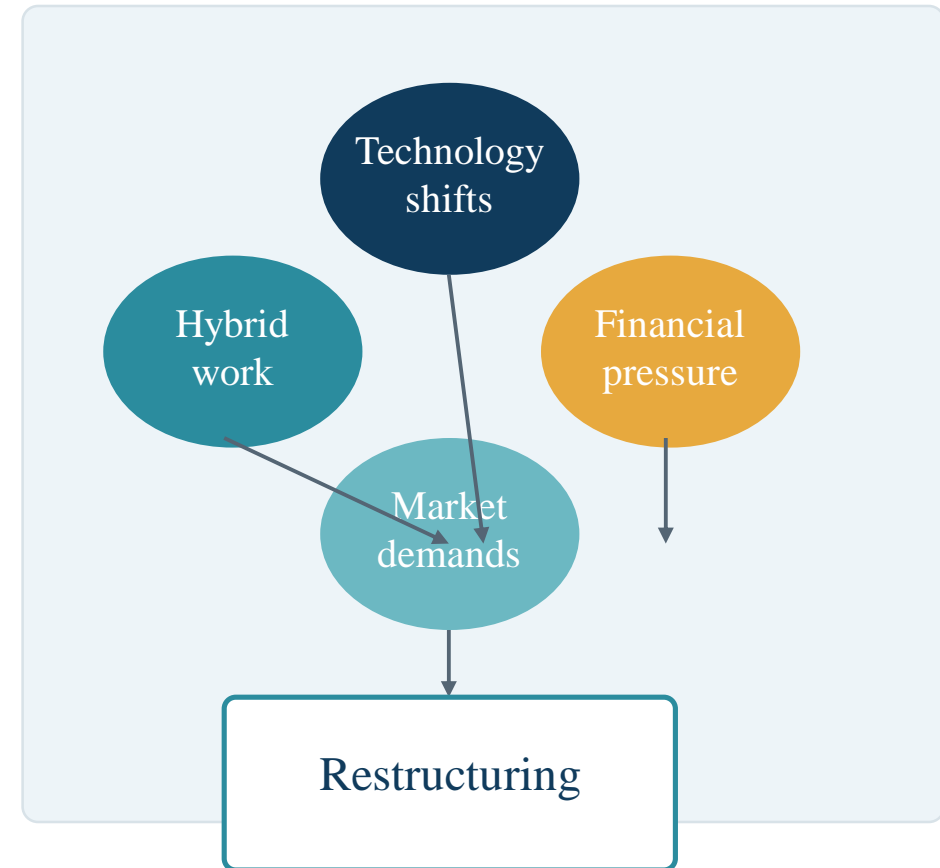 Technology
shifts
Hybrid
work
Financial
pressure
Market
demands
Restructuring